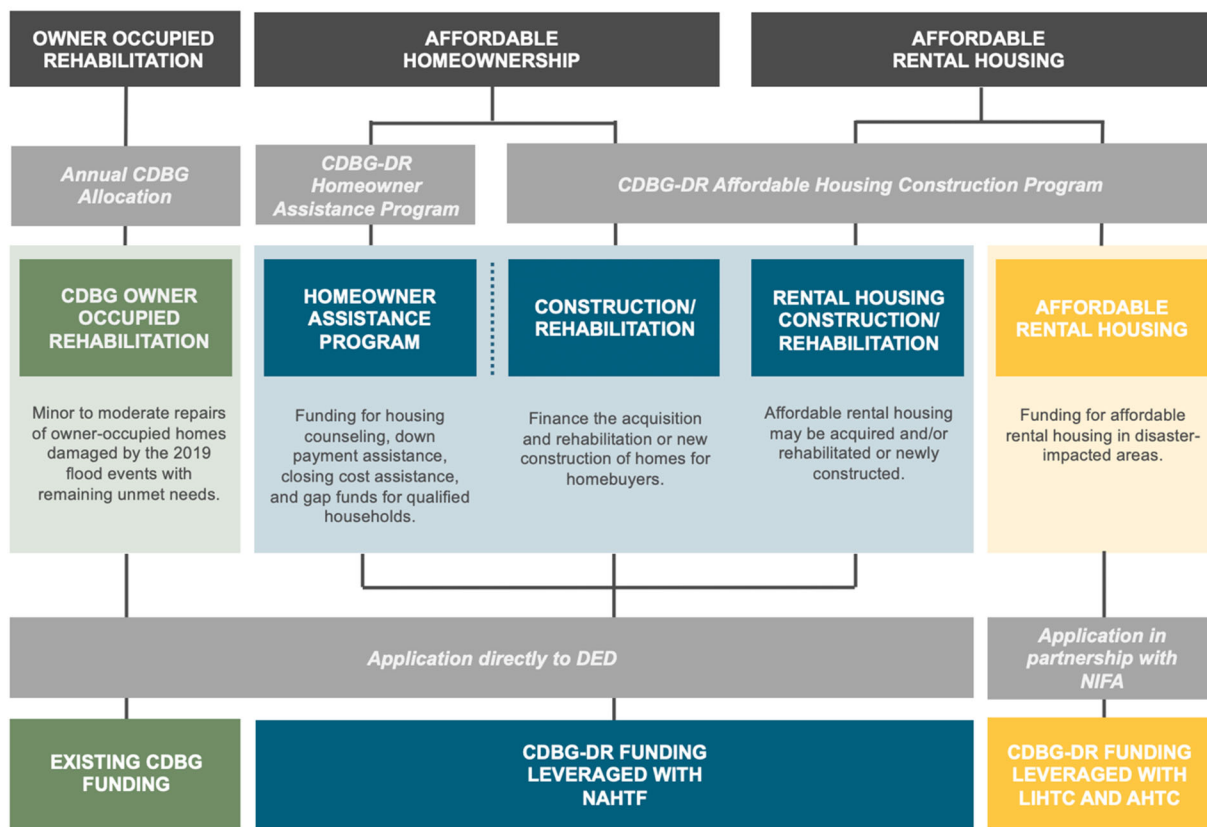 OWNER OCCUPIED
REHABILITATION
AFFORDABLE
HOMEOWNERSHIP
AFFORDABLE
RENTAL HOUSING
Annual CDBG
Allocation
CDBG-DR
Homeowner
Assistance Program
CDBG-DR Affordable Housing Construction Program
CDBG OWNER
OCCUPIED
REHABILITATION
HOMEOWNER
ASSISTANCE
PROGRAM
CONSTRUCTION/
REHABILITATION
RENTAL HOUSING
CONSTRUCTION/
REHABILITATION
AFFORDABLE
RENTAL HOUSING
Minor to moderate repairs
of owner-occupied homes
damaged by the 2019
flood events with
remaining unmet needs.
Funding for housing
counseling, down
payment assistance,
closing cost assistance,
and gap funds for qualified
households.
Finance the acquisition
and rehabilitation or new
construction of homes for
homebuyers.
Affordable rental housing
may be acquired and/or
rehabilitated or newly
constructed.
Funding for affordable
rental housing in disaster-
impacted areas.
Application directly to DED
Application in
partnership with
NIFA
EXISTING CDBG
FUNDING
CDBG-DR FUNDING
LEVERAGED WITH
NAHTF
CDBG-DR FUNDING
LEVERAGED WITH
LIHTC AND AHTC